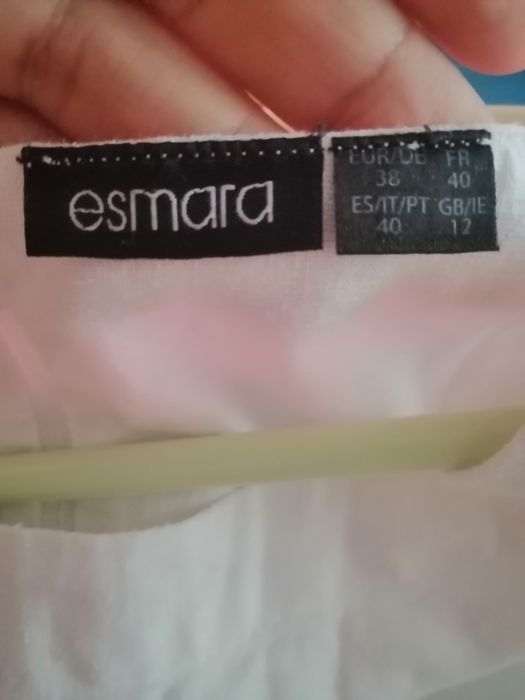 esmara
EUR/DE FR
38 40
ES/IT/PT GB/IE
40 12